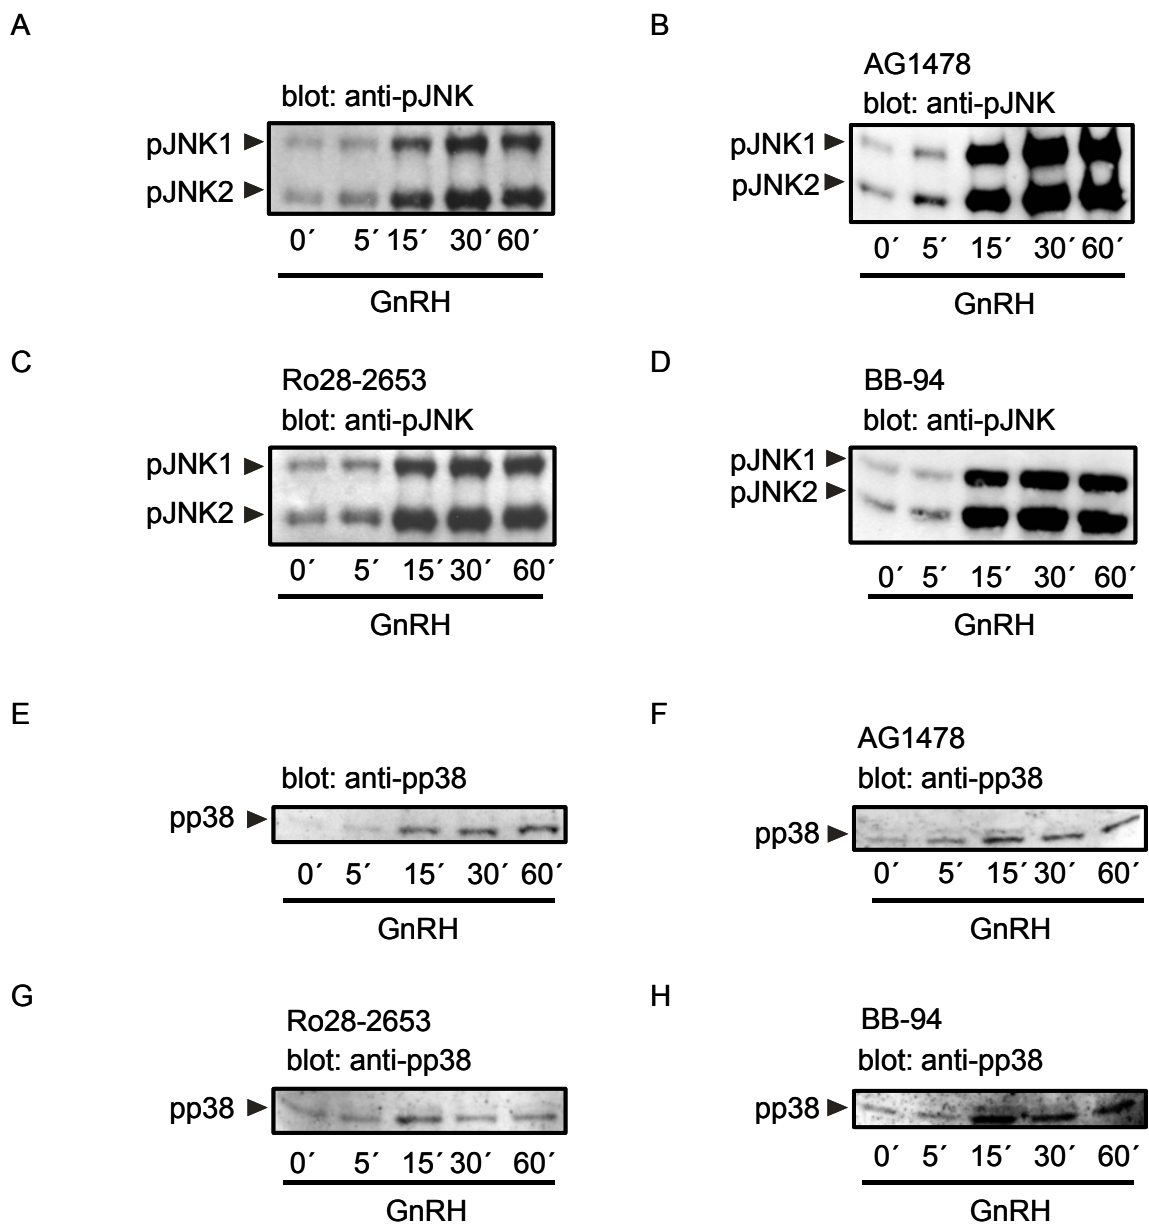 A
blot: anti-pJNK
pJNK1
pJNK2
0´ 5´ 15´ 30´ 60´
GnRH
B
AG1478
blot: anti-pJNK
pJNK1
pJNK2
0´ 5´ 15´ 30´ 60´
GnRH
C
Ro28-2653
blot: anti-pJNK
pJNK1
pJNK2
0´ 5´ 15´ 30´ 60´
GnRH
D
BB-94
blot: anti-pJNK
pJNK1
pJNK2
0´ 5´ 15´ 30´ 60´
GnRH
E
blot: anti-pp38
pp38
0´ 5´ 15´ 30´ 60´
GnRH
F
AG1478
blot: anti-pp38
pp38
0´ 5´ 15´ 30´ 60´
GnRH
G
Ro28-2653
blot: anti-pp38
pp38
0´ 5´ 15´ 30´ 60´
GnRH
H
BB-94
blot: anti-pp38
pp38
0´ 5´ 15´ 30´ 60´
GnRH